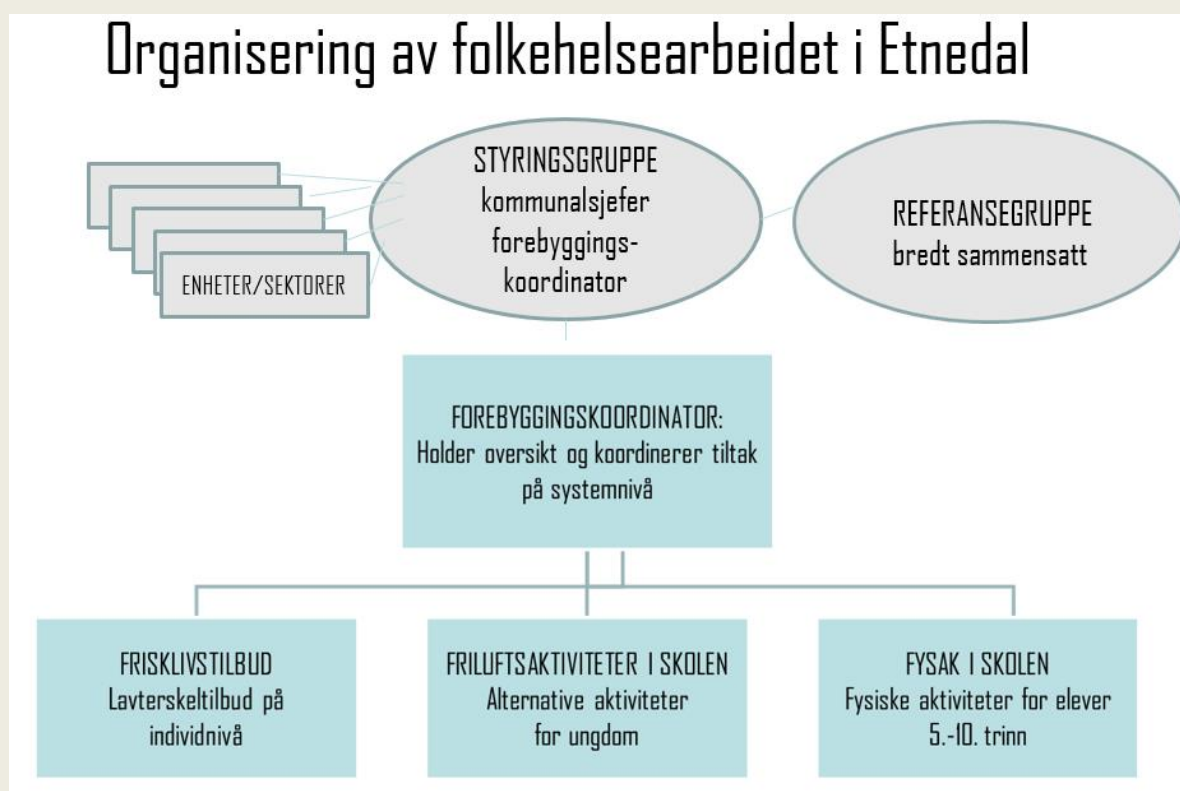 Organisering av folkehelsearbeidet i Etnedal
STYRINGSGRUPPE
kommunalsjefer
forebyggings-
koordinator
REFERANSEGRUPPE
bredt sammensatt
ENHETER/SEKTORER
FOREBYGGINGSKOORDINATOR:
Holder oversikt og koordinerer tiltak
på systemnivå
FRISKLIVSTILBUD
Lavterskeltilbud på
individnivå
FRILUFTSAKTIVITETER I SKOLEN
Alternative aktiviteter
for ungdom
FYSAK I SKOLEN
Fysiske aktiviteter for elever
5.-10. trinn